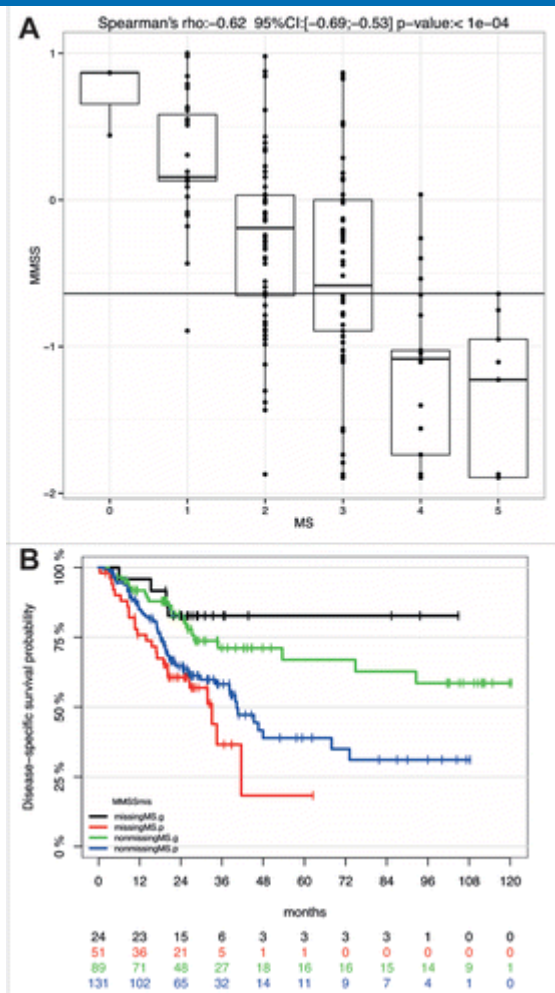 A
Spearman's rho:-0.62 95%CI:[-0.69;-0.53] p-value:< 1e-04
1
0
-1
-2
MMSS
0 1 2 3 4 5
MS
B
100 %
75 %
50 %
25 %
0 %
Disease-specific survival probability
MMSSmis
missingMS.g
missingMS.p
nonmissingMS.g
nonmissingMS.p
0 12 24 36 48 60 72 84 96 108 120
months
24 23 15 6 3 3 3 3 1 0 0
51 36 21 5 1 1 0 0 0 0 0
89 71 48 27 18 16 16 15 14 9 1
131 102 65 32 14 11 9 7 4 1 0